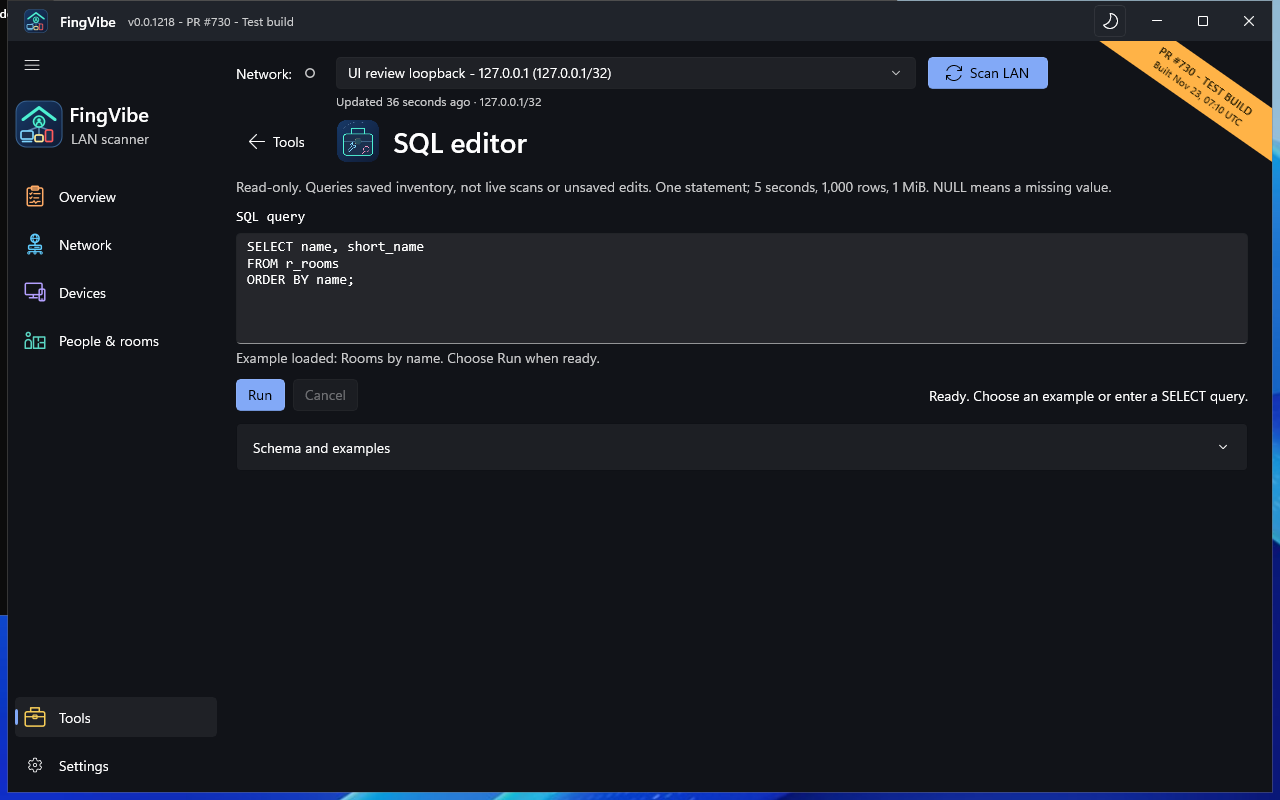 FingVibe v0.0.1218 - PR #730 - Test build
PR #730 - TEST BUILD
Built Nov 23, 07:10 UTC
FingVibe
LAN scanner
Overview
Network
Devices
People & rooms
Tools
Settings
Network: UI review loopback - 127.0.0.1 (127.0.0.1/32) Scan LAN
Updated 36 seconds ago · 127.0.0.1/32
Tools SQL editor
Read-only. Queries saved inventory, not live scans or unsaved edits. One statement; 5 seconds, 1,000 rows, 1 MiB. NULL means a missing value.
SQL query
SELECT name, short_name
FROM r_rooms
ORDER BY name;
Example loaded: Rooms by name. Choose Run when ready.
Run Cancel Ready. Choose an example or enter a SELECT query.
Schema and examples